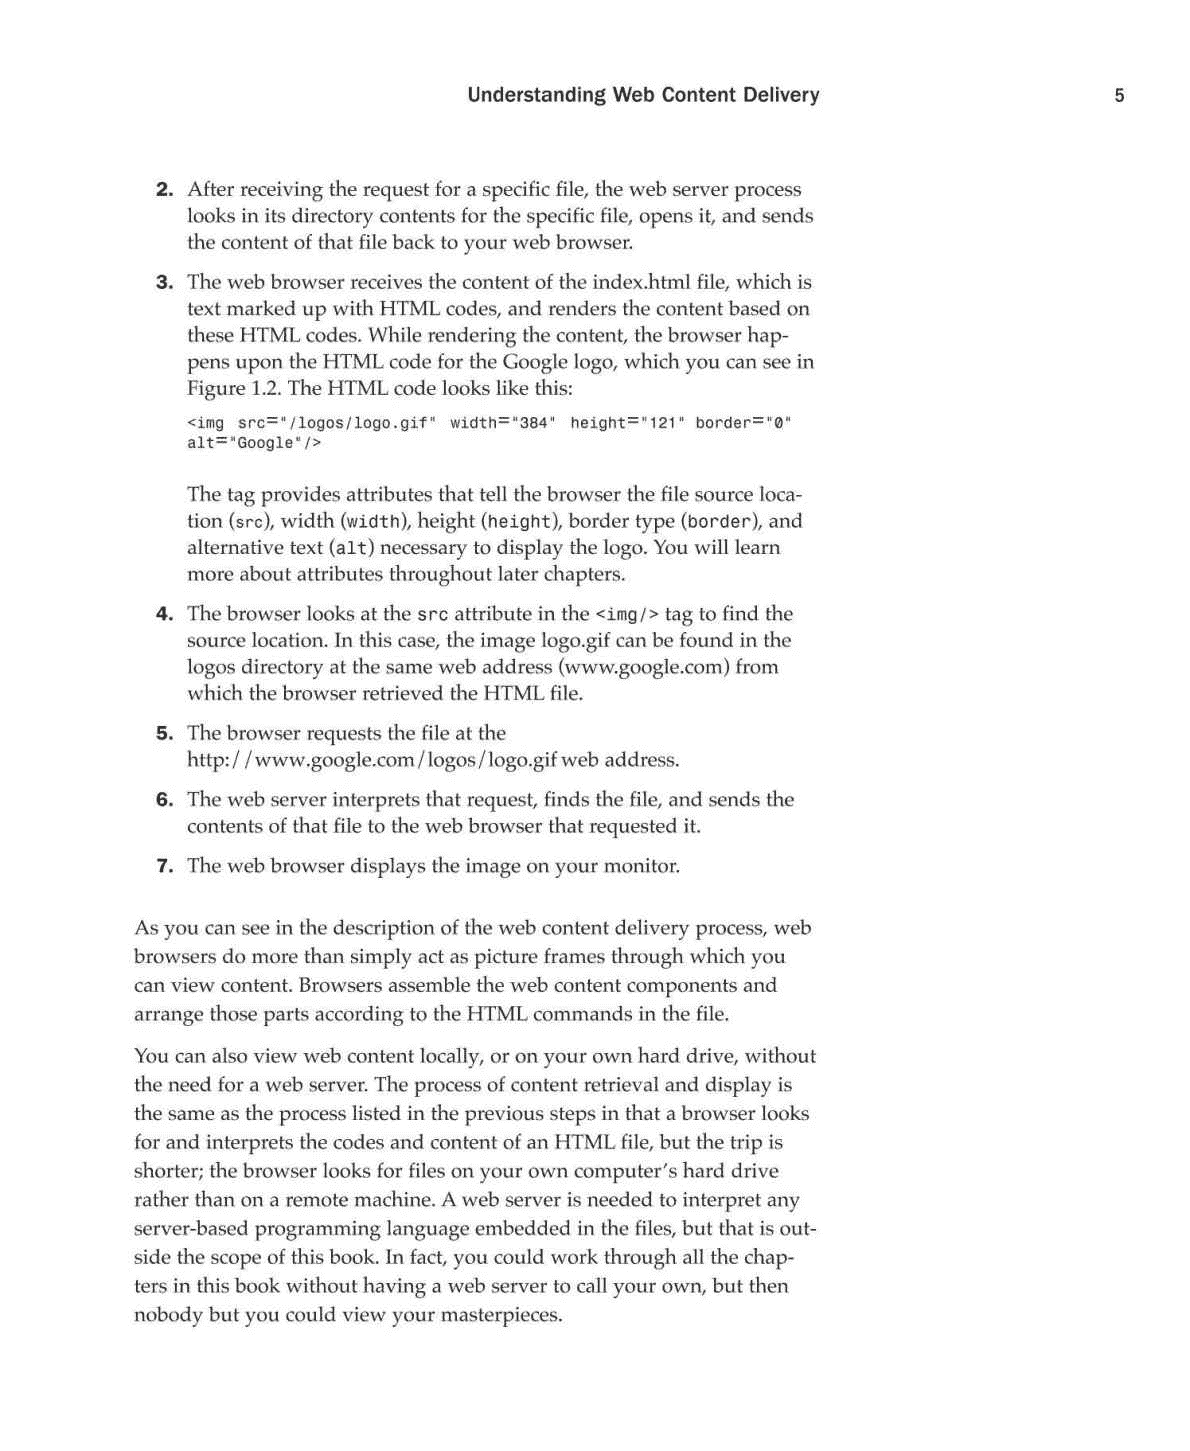 Understanding Web Content Delivery 5
2. After receiving the request for a specific file, the web server process
looks in its directory contents for the specific file, opens it, and sends
the content of that file back to your web browser.
3. The web browser receives the content of the index.html file, which is
text marked up with HTML codes, and renders the content based on
these HTML codes. While rendering the content, the browser hap-
pens upon the HTML code for the Google logo, which you can see in
Figure 1.2. The HTML code looks like this:
<img src="/logos/logo.gif" width="384" height="121" border="0"
alt="Google"/>
The tag provides attributes that tell the browser the file source loca-
tion (src), width (width), height (height), border type (border), and
alternative text (alt) necessary to display the logo. You will learn
more about attributes throughout later chapters.
4. The browser looks at the src attribute in the <img/> tag to find the
source location. In this case, the image logo.gif can be found in the
logos directory at the same web address (www.google.com) from
which the browser retrieved the HTML file.
5. The browser requests the file at the
http://www.google.com/logos/logo.gif web address.
6. The web server interprets that request, finds the file, and sends the
contents of that file to the web browser that requested it.
7. The web browser displays the image on your monitor.
As you can see in the description of the web content delivery process, web
browsers do more than simply act as picture frames through which you
can view content. Browsers assemble the web content components and
arrange those parts according to the HTML commands in the file.
You can also view web content locally, or on your own hard drive, without
the need for a web server. The process of content retrieval and display is
the same as the process listed in the previous steps in that a browser looks
for and interprets the codes and content of an HTML file, but the trip is
shorter; the browser looks for files on your own computer's hard drive
rather than on a remote machine. A web server is needed to interpret any
server-based programming language embedded in the files, but that is out-
side the scope of this book. In fact, you could work through all the chap-
ters in this book without having a web server to call your own, but then
nobody but you could view your masterpieces.